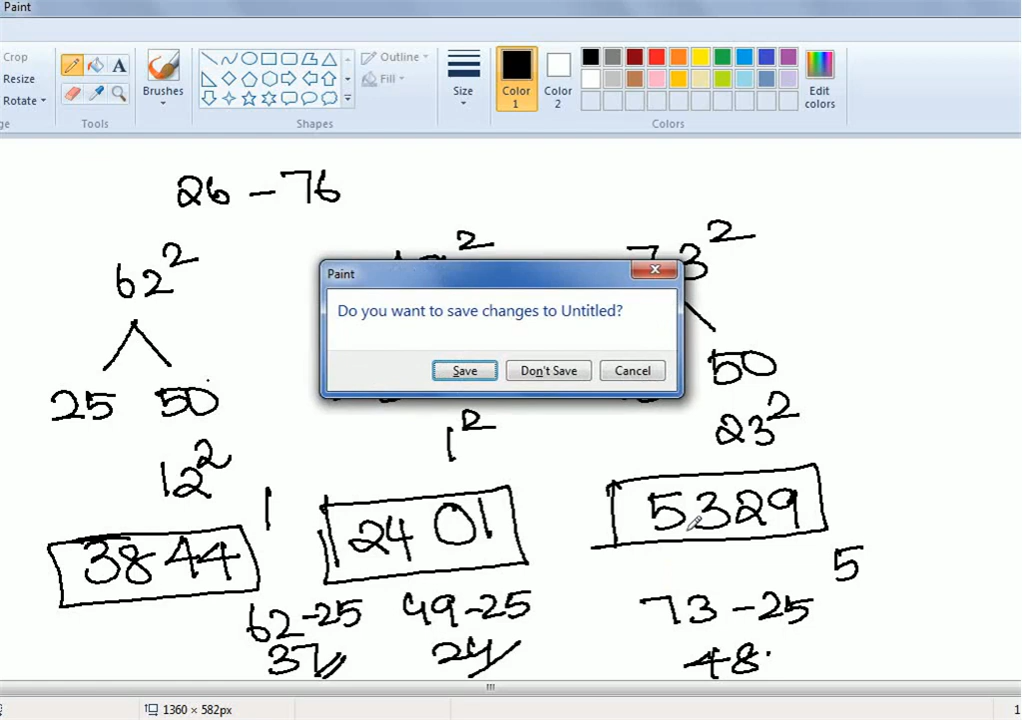 Paint
Crop
Resize
Rotate
Brushes
Outline
Fill
Size
Color 1
Color 2
Edit colors
Tools
Shapes
Colors
26 - 76
62²
2
3²
Paint
Do you want to save changes to Untitled?
Save
Don't Save
Cancel
25 50
50
1²
23²
12²
1
3844
2401
5329
5
62-25
49-25
73-25
37
24
48
1360 × 582px